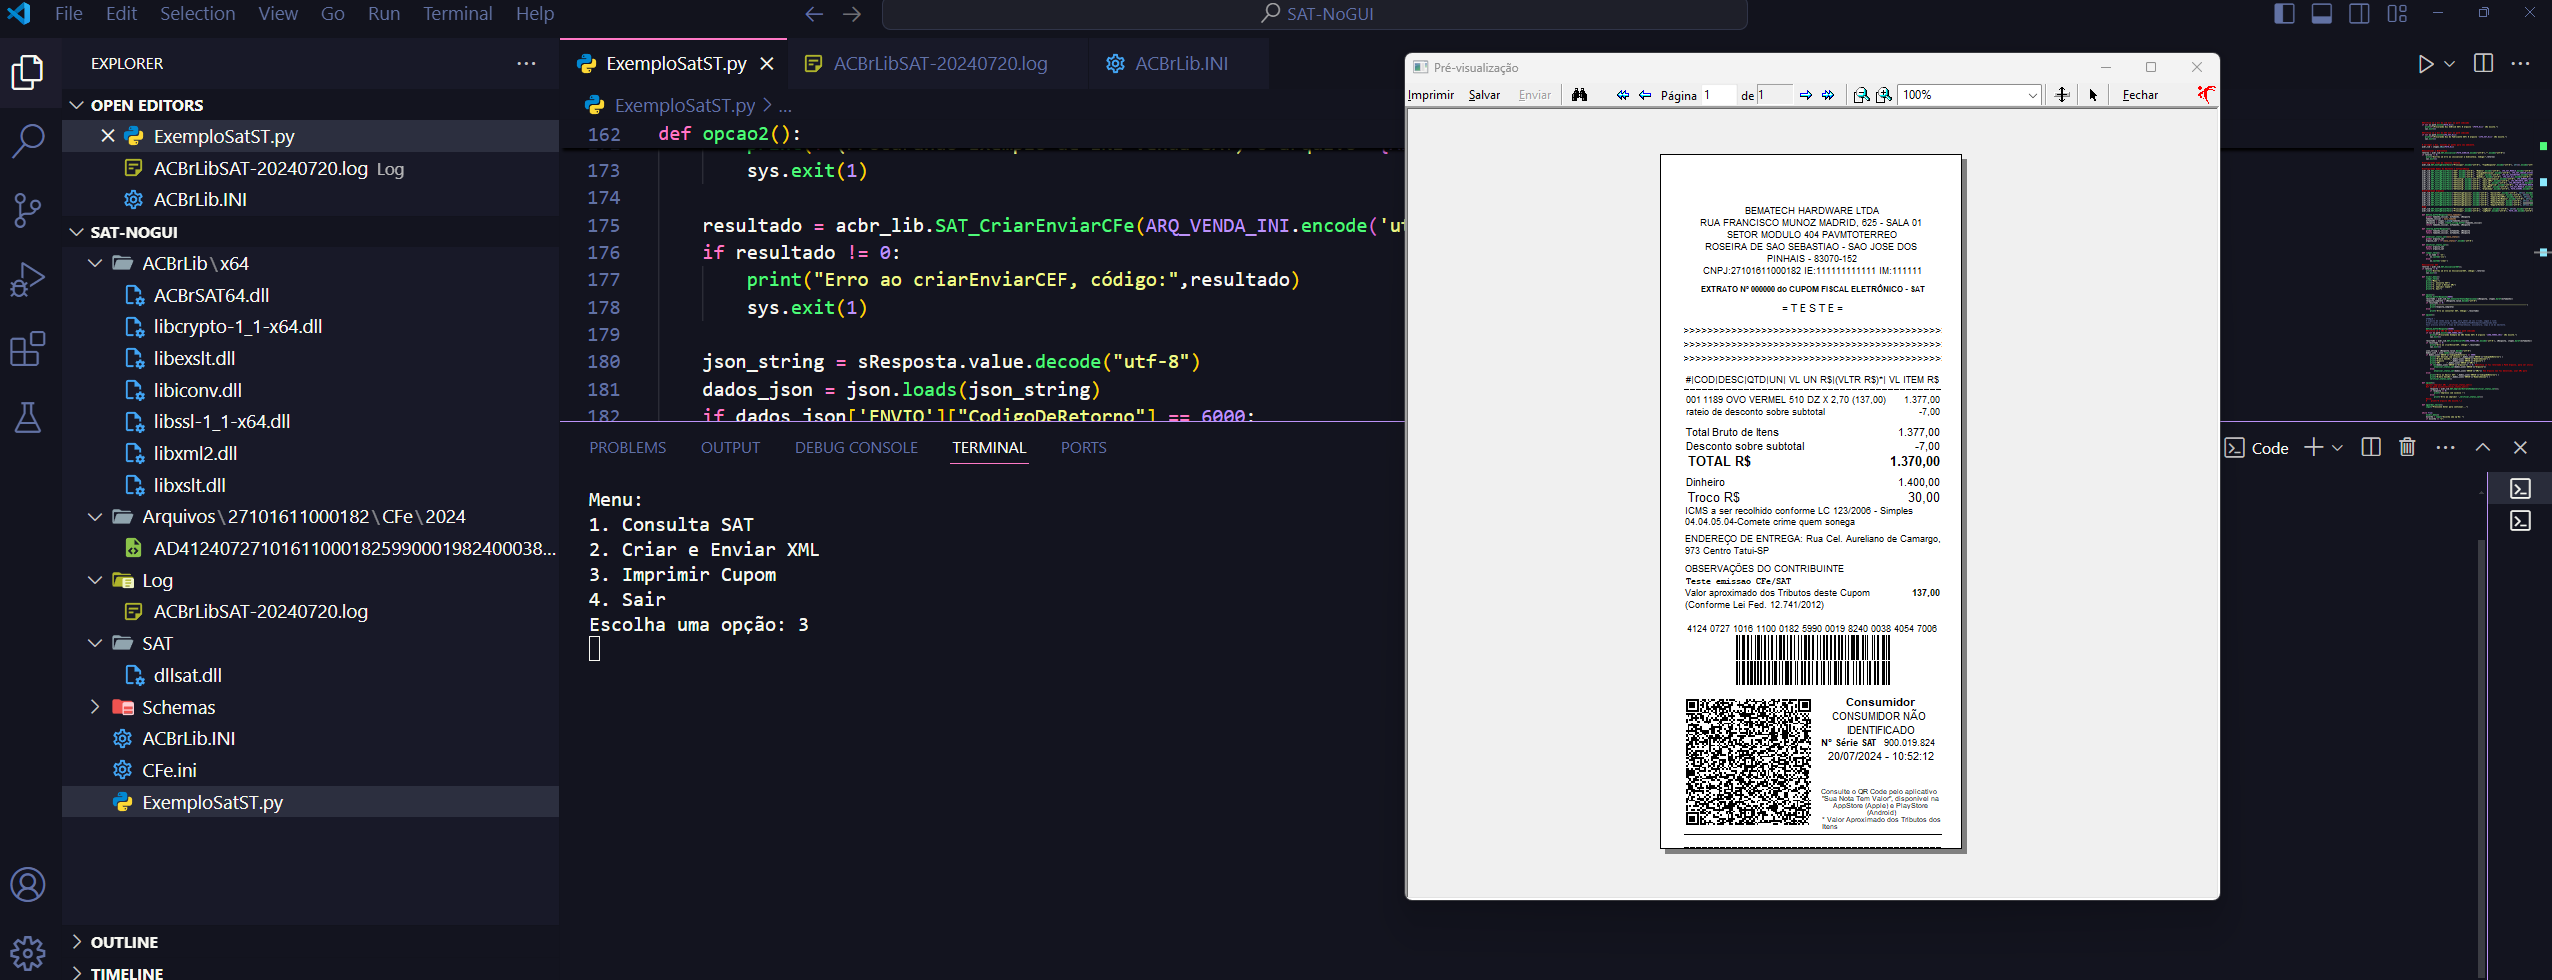 File Edit Selection View Go Run Terminal Help
SAT-NoGUI
EXPLORER
OPEN EDITORS
ExemploSatST.py
ACBrLibSAT-20240720.log Log
ACBrLib.INI
SAT-NOGUI
ACBrLib\x64
ACBrSAT64.dll
libcrypto-1_1-x64.dll
libexslt.dll
libiconv.dll
libssl-1_1-x64.dll
libxml2.dll
libxslt.dll
Arquivos\27101611000182\CFe\2024
AD412407271016110001825990001982400038...
Log
ACBrLibSAT-20240720.log
SAT
dllsat.dll
Schemas
ACBrLib.INI
CFe.ini
ExemploSatST.py
OUTLINE
TIMELINE
ExemploSatST.py
ACBrLibSAT-20240720.log
ACBrLib.INI
ExemploSatST.py > ...
162 def opcao2():
173 sys.exit(1)
174
175 resultado = acbr_lib.SAT_CriarEnviarCFe(ARQ_VENDA_INI.encode('ut
176 if resultado != 0:
177 print("Erro ao criarEnviarCEF, código:",resultado)
178 sys.exit(1)
179
180 json_string = sResposta.value.decode("utf-8")
181 dados_json = json.loads(json_string)
182 if dados_json['ENVIO']["CodigoDeRetorno"] == 6000:
PROBLEMS OUTPUT DEBUG CONSOLE TERMINAL PORTS
Code
Menu:
1. Consulta SAT
2. Criar e Enviar XML
3. Imprimir Cupom
4. Sair
Escolha uma opção: 3
Pré-visualização
Imprimir Salvar Enviar Página 1 de 1 100% Fechar
BEMATECH HARDWARE LTDA
RUA FRANCISCO MUNOZ MADRID, 625 - SALA 01
SETOR MODULO 404 PAVMTOTERREO
ROSEIRA DE SAO SEBASTIAO - SAO JOSE DOS
PINHAIS - 83070-152
CNPJ:27101611000182 IE:111111111111 IM:111111
EXTRATO Nº 000000 do CUPOM FISCAL ELETRÔNICO - SAT
= T E S T E =
>>>>>>>>>>>>>>>>>>>>>>>>>>>>>>>>>>>>>>>>>>>
>>>>>>>>>>>>>>>>>>>>>>>>>>>>>>>>>>>>>>>>>>>
>>>>>>>>>>>>>>>>>>>>>>>>>>>>>>>>>>>>>>>>>>>
#|COD|DESC|QTD|UN| VL UN R$|(VLTR R$)*| VL ITEM R$
001 1189 OVO VERMEL 510 DZ X 2,70 (137,00) 1.377,00
rateio de desconto sobre subtotal -7,00
Total Bruto de Itens 1.377,00
Desconto sobre subtotal -7,00
TOTAL R$ 1.370,00
Dinheiro 1.400,00
Troco R$ 30,00
ICMS a ser recolhido conforme LC 123/2006 - Simples
04.04.05.04-Comete crime quem sonega
ENDEREÇO DE ENTREGA: Rua Cel. Aureliano de Camargo,
973 Centro Tatui-SP
OBSERVAÇÕES DO CONTRIBUINTE
Teste emissao CFe/SAT
Valor aproximado dos Tributos deste Cupom 137,00
(Conforme Lei Fed. 12.741/2012)
4124 0727 1016 1100 0182 5990 0019 8240 0038 4054 7006
Consumidor
CONSUMIDOR NÃO
IDENTIFICADO
Nº Série SAT 900.019.824
20/07/2024 - 10:52:12
Consulte o QR Code pelo aplicativo
"Sua Nota Tem Valor", disponível na
AppStore (Apple) e PlayStore
(Android)
* Valor Aproximado dos Tributos dos
Itens